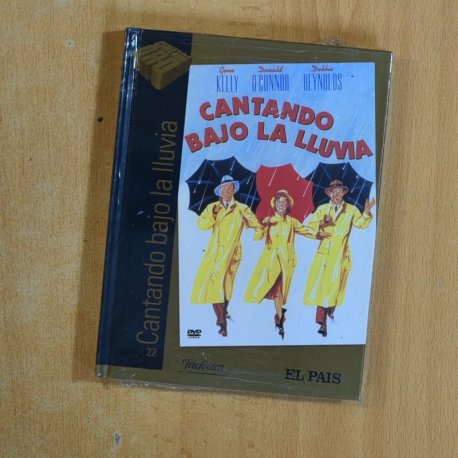 Gene Donald Debbie
KELLY O'CONNOR REYNOLDS
CANTANDO
BAJO LA LLUVIA
22 Cantando bajo la lluvia
DVD
VIDEO
Telefónica
EL PAIS